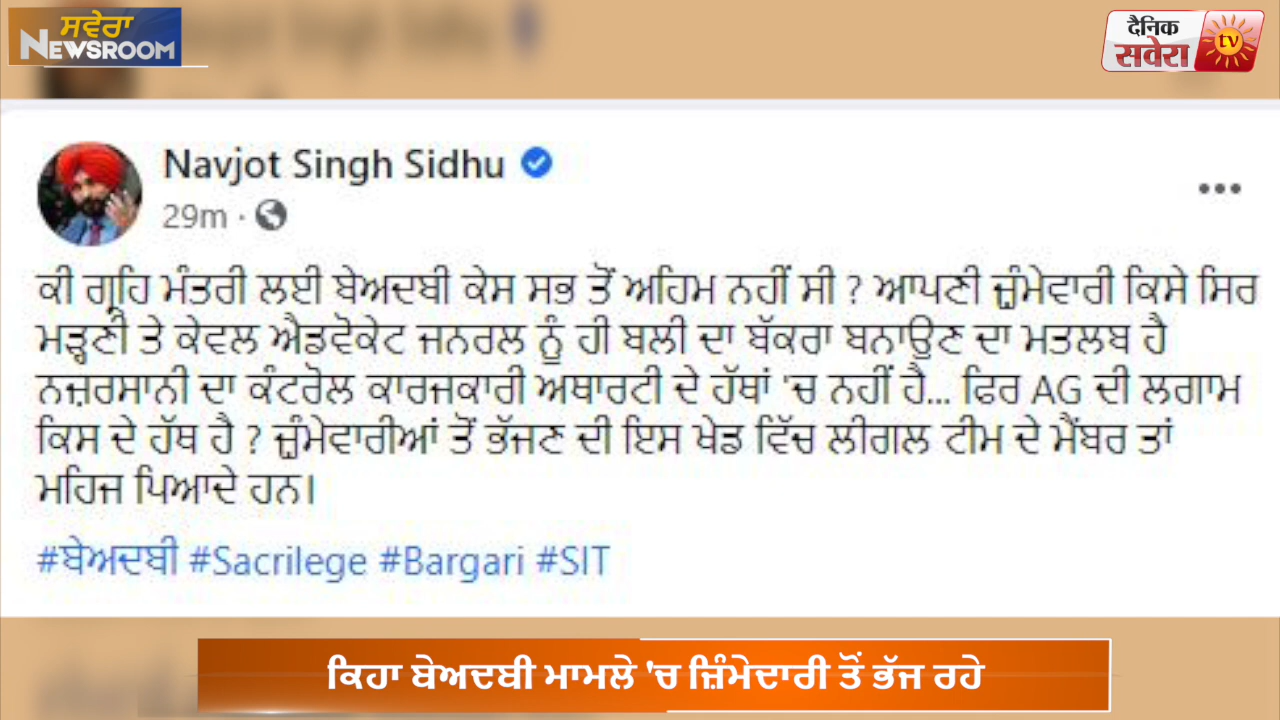 ਸਵੇਰਾ
NEWSROOM
ਦੈਨਿਕ
ਸਵੇਰਾ
tv
Navjot Singh Sidhu
29m ·
ਕੀ ਗ੍ਰਹਿ ਮੰਤਰੀ ਲਈ ਬੇਅਦਬੀ ਕੇਸ ਸਭ ਤੋਂ ਅਹਿਮ ਨਹੀਂ ਸੀ ? ਆਪਣੀ ਜ਼ੁੰਮੇਵਾਰੀ ਕਿਸੇ ਸਿਰ
ਮੜ੍ਹਣੀ ਤੇ ਕੇਵਲ ਐਡਵੋਕੇਟ ਜਨਰਲ ਨੂੰ ਹੀ ਬਲੀ ਦਾ ਬੱਕਰਾ ਬਨਾਉਣ ਦਾ ਮਤਲਬ ਹੈ
ਨਜ਼ਰਸਾਨੀ ਦਾ ਕੰਟਰੋਲ ਕਾਰਜਕਾਰੀ ਅਥਾਰਟੀ ਦੇ ਹੱਥਾਂ 'ਚ ਨਹੀਂ ਹੈ... ਫਿਰ AG ਦੀ ਲਗਾਮ
ਕਿਸ ਦੇ ਹੱਥ ਹੈ ? ਜ਼ੁੰਮੇਵਾਰੀਆਂ ਤੋਂ ਭੱਜਣ ਦੀ ਇਸ ਖੇਡ ਵਿੱਚ ਲੀਗਲ ਟੀਮ ਦੇ ਮੈਂਬਰ ਤਾਂ
ਮਹਿਜ ਪਿਆਦੇ ਹਨ।
#ਬੇਅਦਬੀ #Sacrilege #Bargari #SIT
ਕਿਹਾ ਬੇਅਦਬੀ ਮਾਮਲੇ 'ਚ ਜ਼ਿੰਮੇਦਾਰੀ ਤੋਂ ਭੱਜ ਰਹੇ